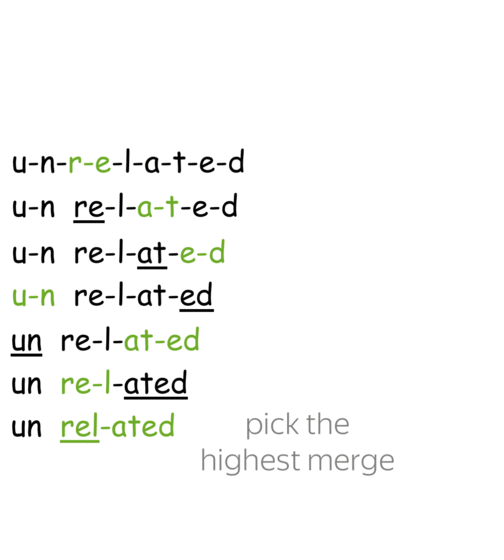 u-n-r-e-l-a-t-e-d
u-n re-l-a-t-e-d
u-n re-l-at-e-d
u-n re-l-at-ed
un re-l-at-ed
un re-l-ated
un rel-ated
pick the
highest merge